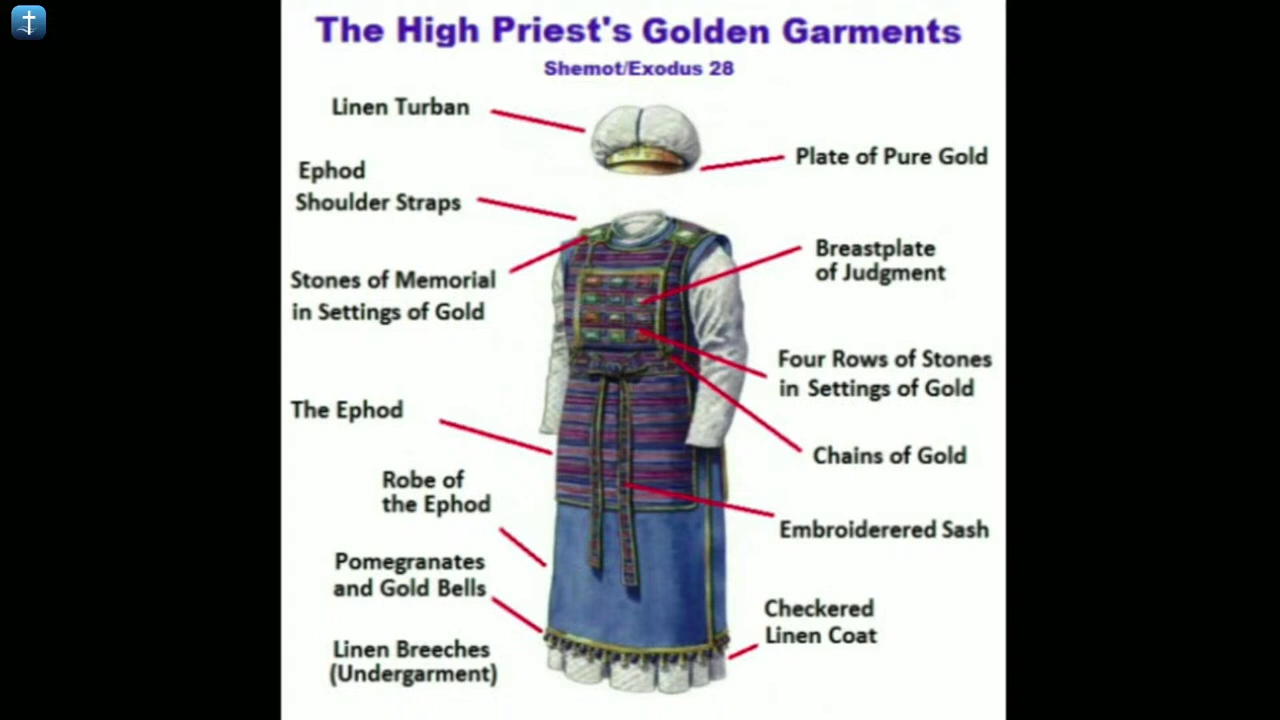 The High Priest's Golden Garments
Shemot/Exodus 28
Linen Turban
Plate of Pure Gold
Ephod
Shoulder Straps
Breastplate
of Judgment
Stones of Memorial
in Settings of Gold
Four Rows of Stones
in Settings of Gold
The Ephod
Chains of Gold
Robe of
the Ephod
Embroiderered Sash
Pomegranates
and Gold Bells
Checkered
Linen Coat
Linen Breeches
(Undergarment)